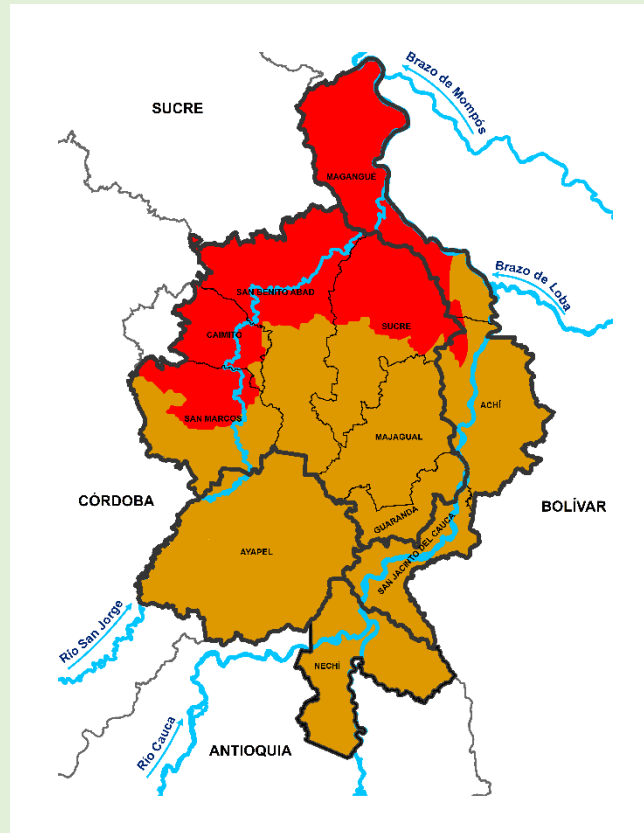 Brazo de Mompós
SUCRE
MAGANGUÉ
Brazo de Loba
SAN BENITO ABAD
SUCRE
CAIMITO
ACHÍ
SAN MARCOS
MAJAGUAL
CÓRDOBA
BOLÍVAR
GUARANDA
AYAPEL
SAN JACINTO DEL CAUCA
Río San Jorge
NECHÍ
Río Cauca
ANTIOQUIA